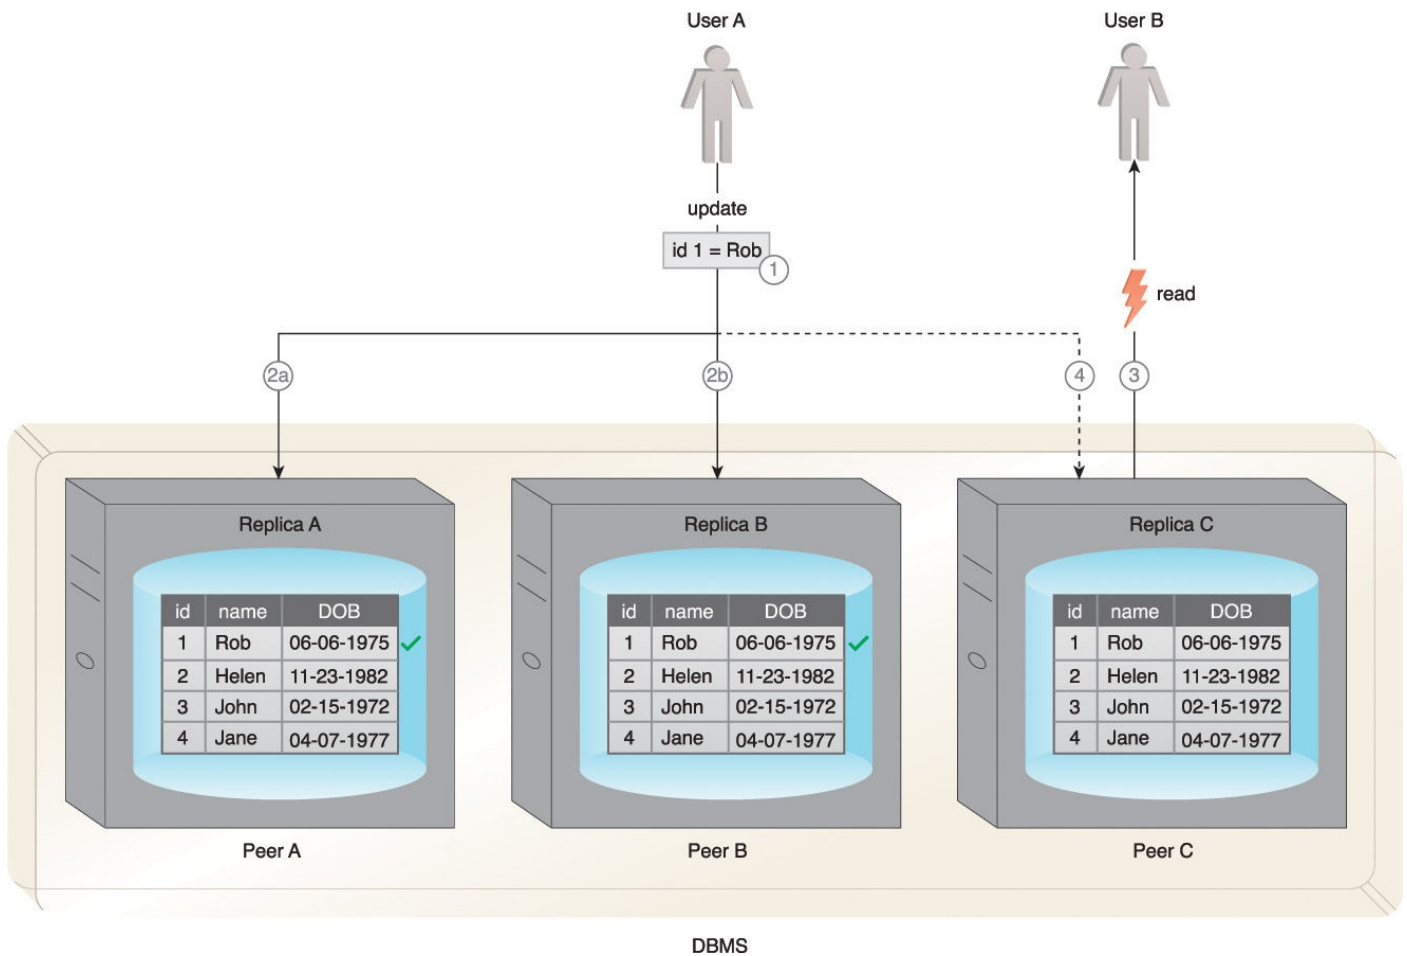 User A
User B
update
id 1 = Rob
1
read
2a
2b
4
3
Replica A
id name DOB
1 Rob 06-06-1975
2 Helen 11-23-1982
3 John 02-15-1972
4 Jane 04-07-1977
Peer A
Replica B
id name DOB
1 Rob 06-06-1975
2 Helen 11-23-1982
3 John 02-15-1972
4 Jane 04-07-1977
Peer B
Replica C
id name DOB
1 Rob 06-06-1975
2 Helen 11-23-1982
3 John 02-15-1972
4 Jane 04-07-1977
Peer C
DBMS